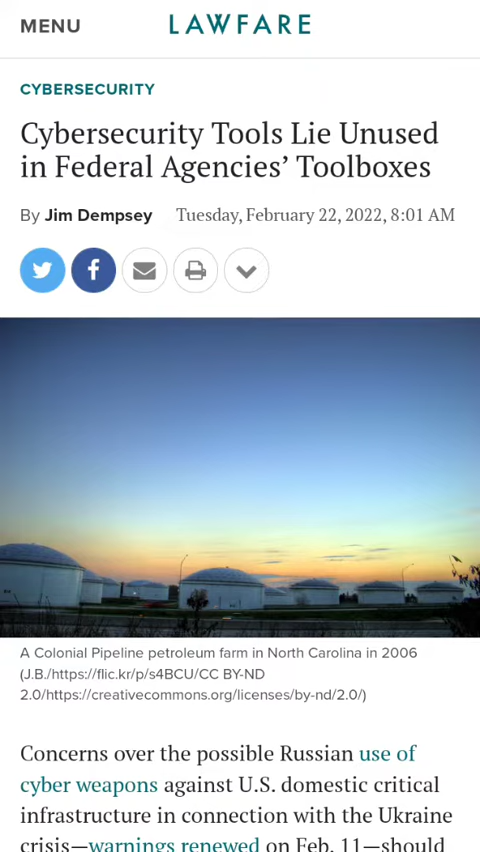 MENU
LAWFARE
CYBERSECURITY
Cybersecurity Tools Lie Unused
in Federal Agencies’ Toolboxes
By Jim Dempsey Tuesday, February 22, 2022, 8:01 AM
A Colonial Pipeline petroleum farm in North Carolina in 2006
(J.B./https://flic.kr/p/s4BCU/CC BY-ND
2.0/https://creativecommons.org/licenses/by-nd/2.0/)
Concerns over the possible Russian use of
cyber weapons against U.S. domestic critical
infrastructure in connection with the Ukraine
crisis—warnings renewed on Feb. 11—should